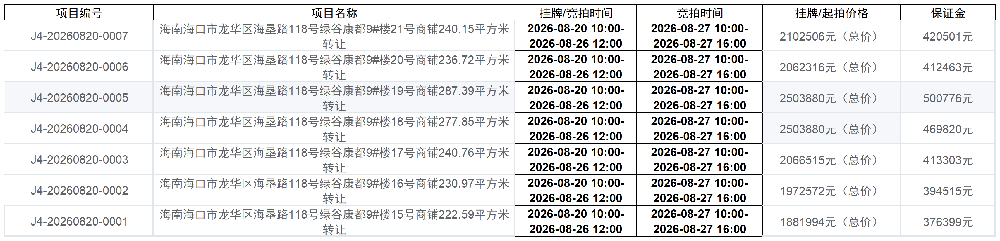 项目编号 项目名称 挂牌/竞拍时间 竞拍时间 挂牌/起拍价格 保证金
J4-20260820-0007 海南海口市龙华区海垦路118号绿谷康都9#楼21号商铺240.15平方米 2026-08-20 10:00- 2026-08-27 10:00- 2102506元（总价） 420501元
转让 2026-08-26 12:00 2026-08-27 16:00
J4-20260820-0006 海南海口市龙华区海垦路118号绿谷康都9#楼20号商铺236.72平方米 2026-08-20 10:00- 2026-08-27 10:00- 2062316元（总价） 412463元
转让 2026-08-26 12:00 2026-08-27 16:00
J4-20260820-0005 海南海口市龙华区海垦路118号绿谷康都9#楼19号商铺287.39平方米 2026-08-20 10:00- 2026-08-27 10:00- 2503880元（总价） 500776元
转让 2026-08-26 12:00 2026-08-27 16:00
J4-20260820-0004 海南海口市龙华区海垦路118号绿谷康都9#楼18号商铺277.85平方米 2026-08-20 10:00- 2026-08-27 10:00- 2503880元（总价） 469820元
转让 2026-08-26 12:00 2026-08-27 16:00
J4-20260820-0003 海南海口市龙华区海垦路118号绿谷康都9#楼17号商铺240.76平方米 2026-08-20 10:00- 2026-08-27 10:00- 2066515元（总价） 413303元
转让 2026-08-26 12:00 2026-08-27 16:00
J4-20260820-0002 海南海口市龙华区海垦路118号绿谷康都9#楼16号商铺230.97平方米 2026-08-20 10:00- 2026-08-27 10:00- 1972572元（总价） 394515元
转让 2026-08-26 12:00 2026-08-27 16:00
J4-20260820-0001 海南海口市龙华区海垦路118号绿谷康都9#楼15号商铺222.59平方米 2026-08-20 10:00- 2026-08-27 10:00- 1881994元（总价） 376399元
转让 2026-08-26 12:00 2026-08-27 16:00